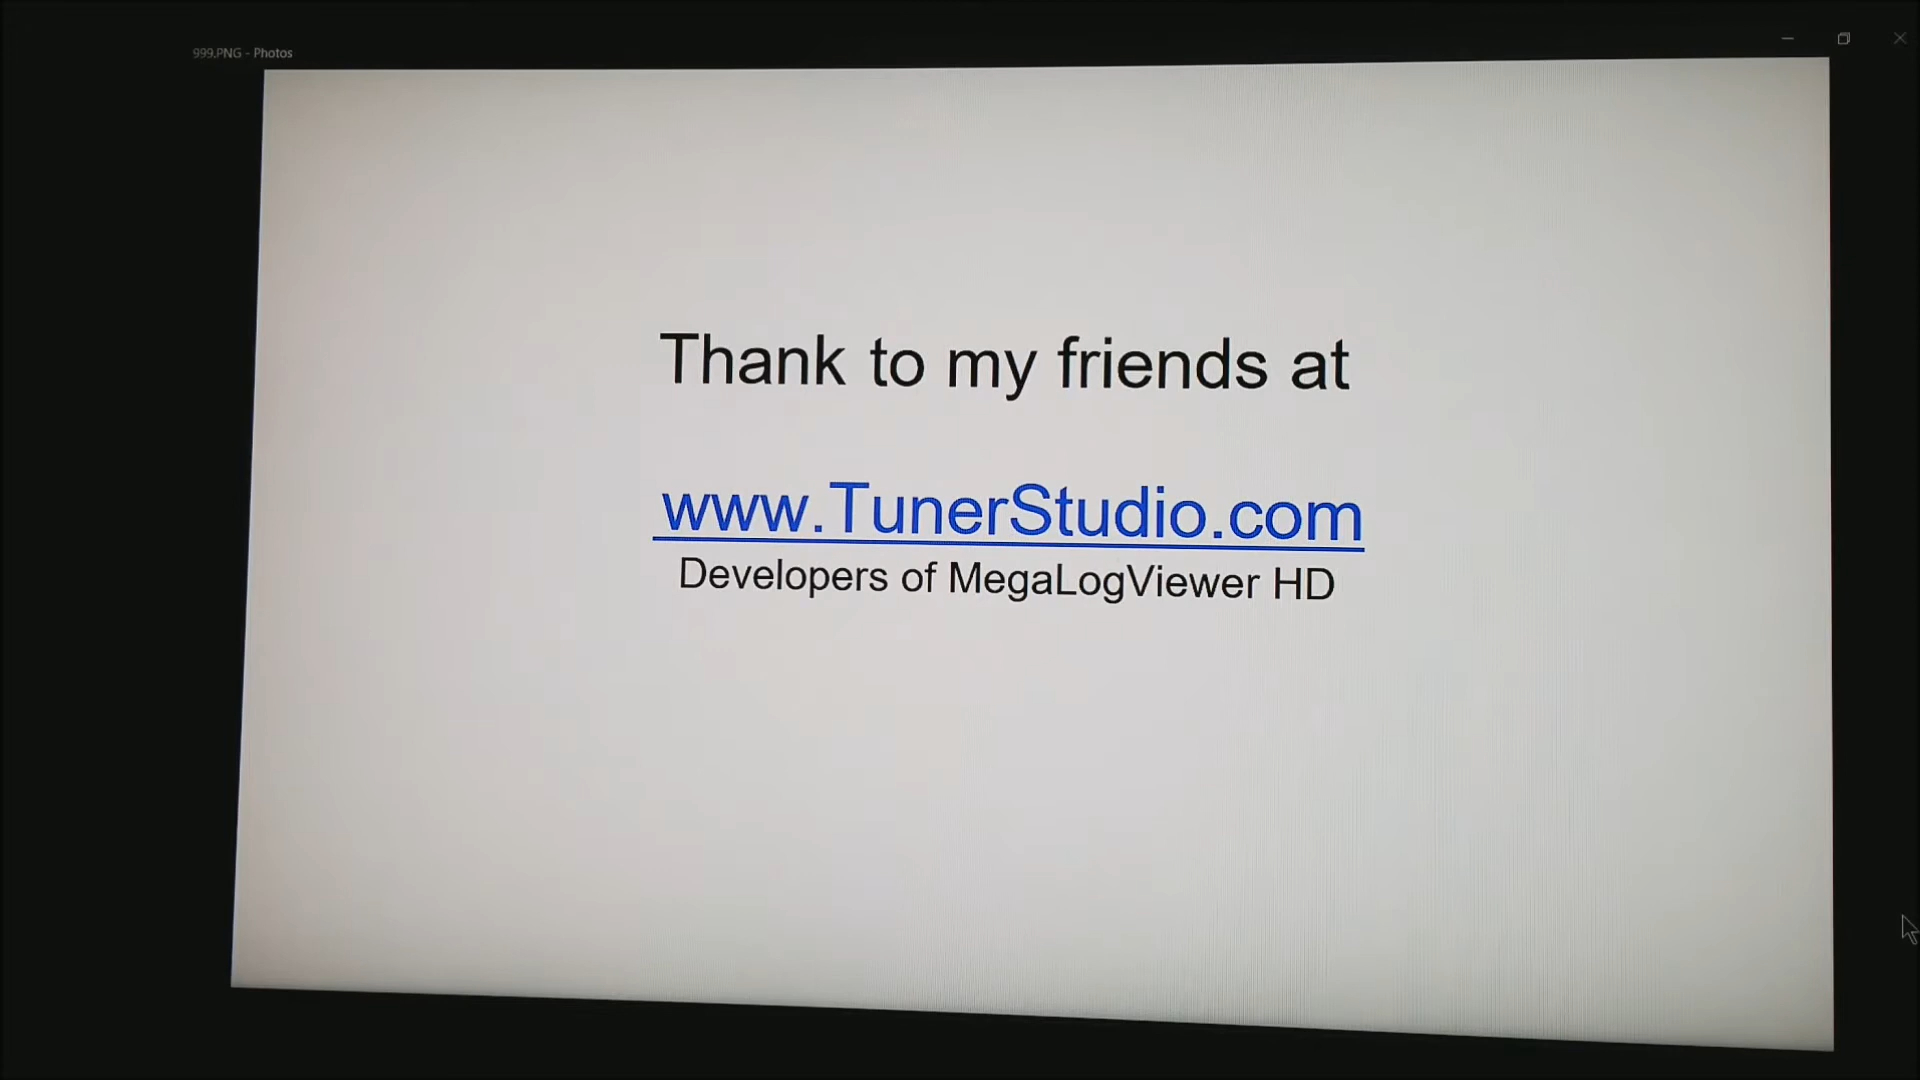 999.PNG - Photos
Thank to my friends at
www.TunerStudio.com
Developers of MegaLogViewer HD